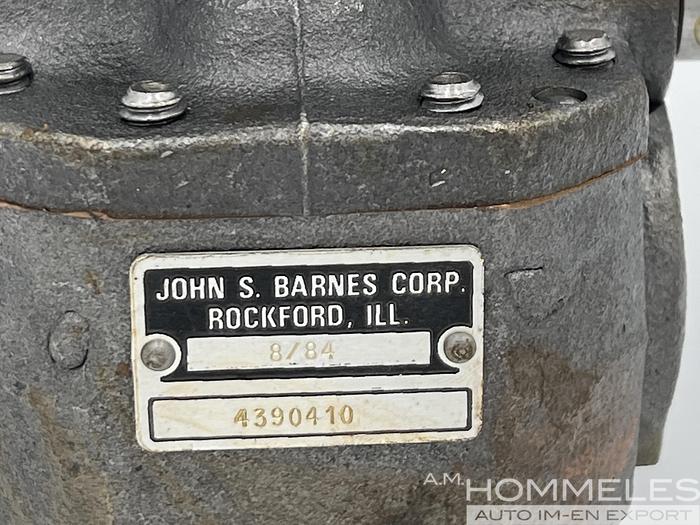 JOHN S. BARNES CORP.
ROCKFORD, ILL.
8/84
4390410
A.M.
HOMMELES
AUTO IM-EN EXPORT